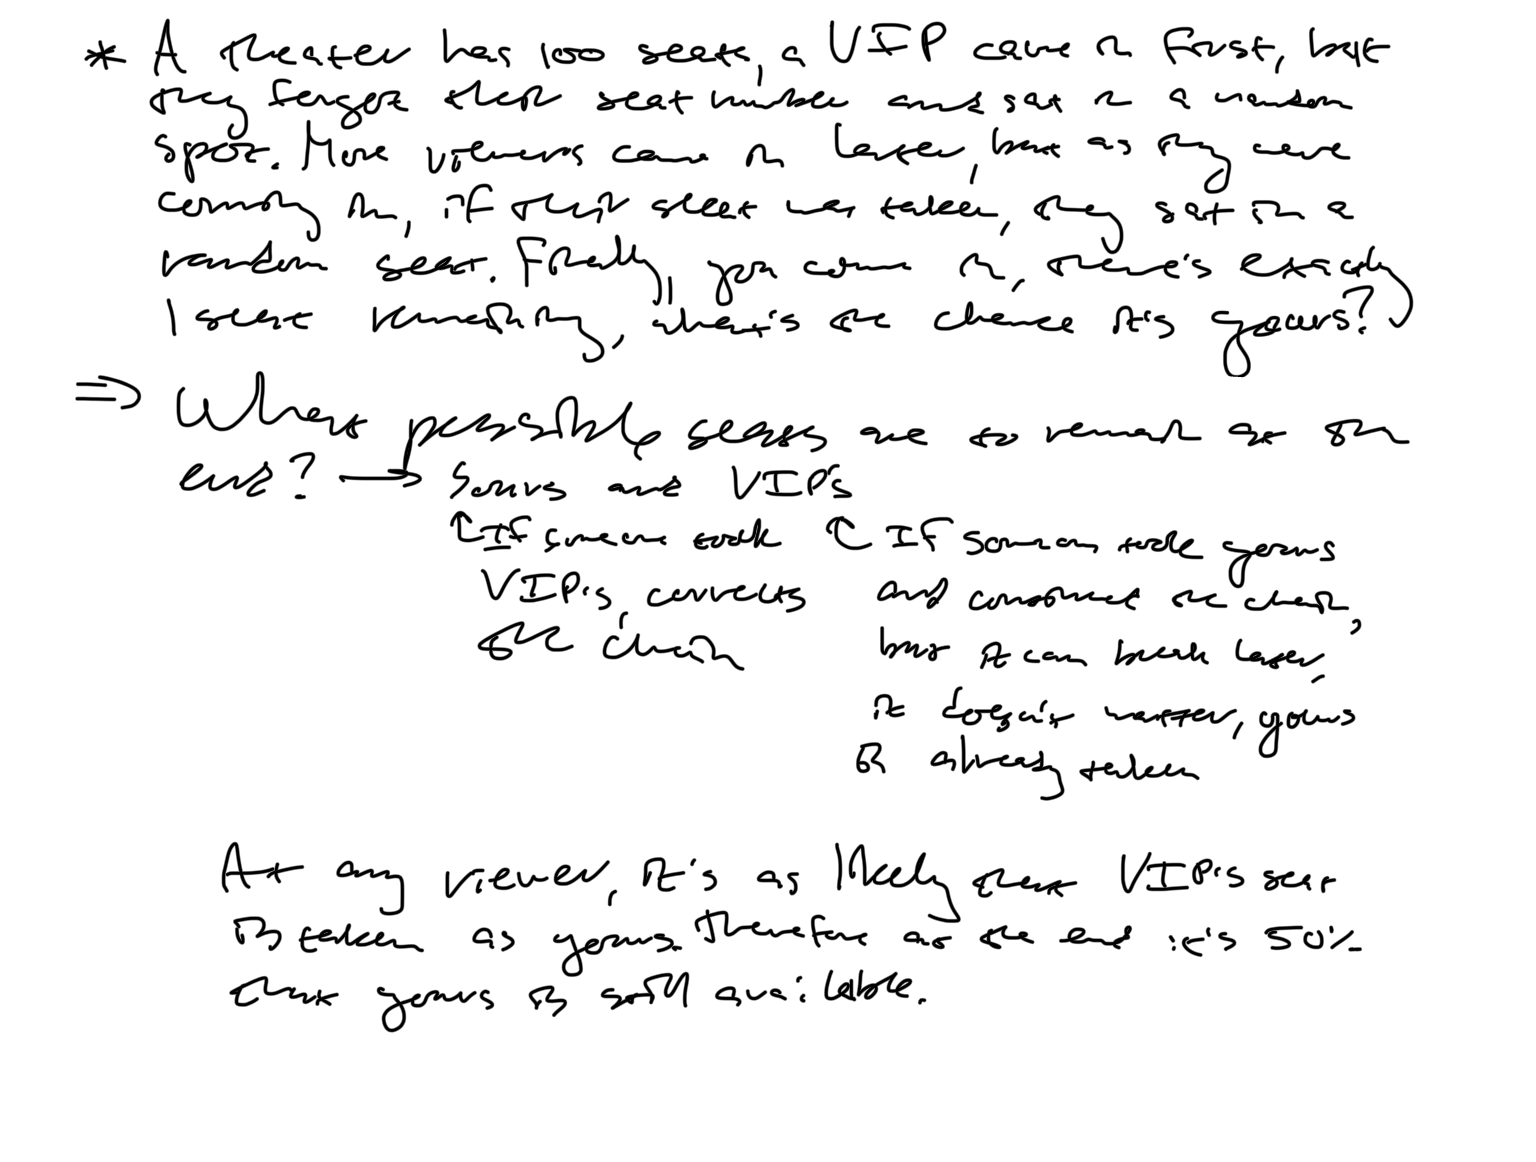 * A theater has 100 seats, a VIP came in first, but
they forgot their seat number and sat in a random
spot. More viewers came in later, but as they were
coming in, if their seat was taken, they sat in a
random seat. Finally, you come in, there's exactly
1 seat remaining, what's the chance it's yours?
⇒ What possible seats are to remain at the
end? → Yours and VIP's
↑ If someone took VIP's, corrects the chain
↑ If someone took yours
and construct the chain,
but it can break later,
it doesn't matter, yours
is already taken
At any viewer, it's as likely that VIP's seat
is taken as yours. Therefore at the end it's 50%
that yours is still available.